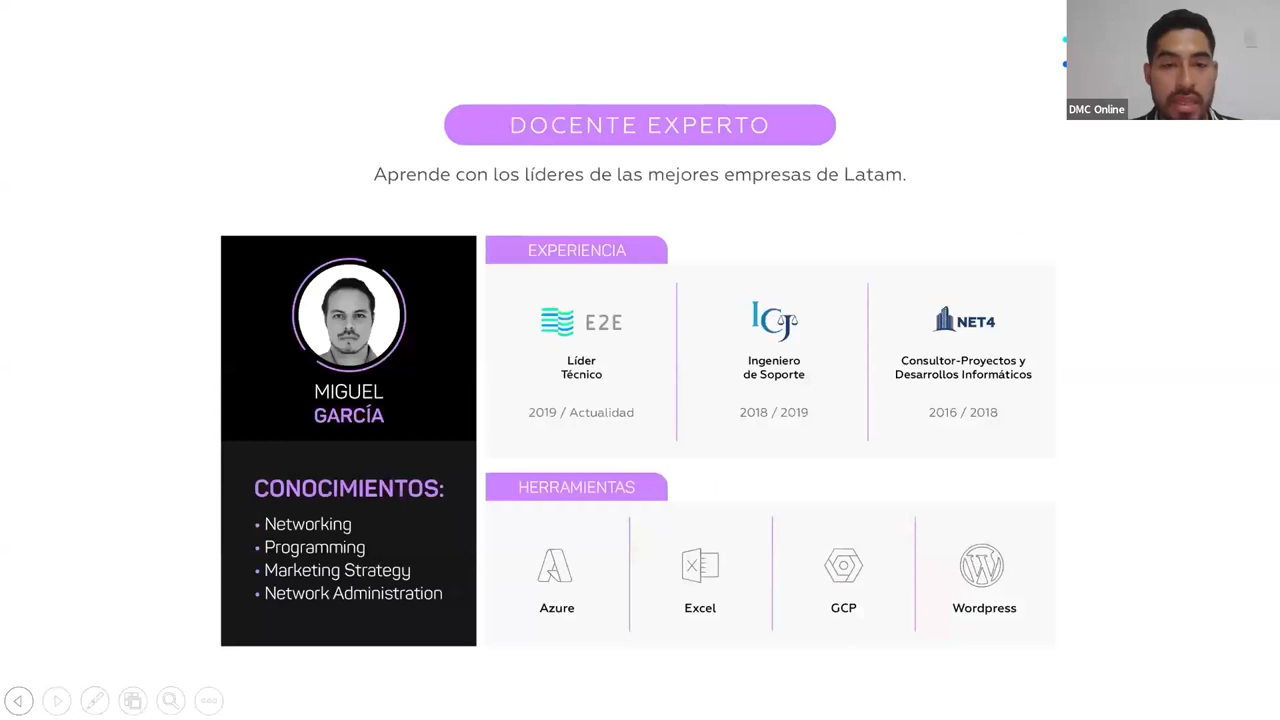 DMC Online
DOCENTE EXPERTO
Aprende con los líderes de las mejores empresas de Latam.
MIGUEL
GARCÍA
CONOCIMIENTOS:
• Networking
• Programming
• Marketing Strategy
• Network Administration
EXPERIENCIA
E2E
Líder
Técnico
2019 / Actualidad
ICJ
Ingeniero
de Soporte
2018 / 2019
NET4
Consultor-Proyectos y
Desarrollos Informáticos
2016 / 2018
HERRAMIENTAS
Azure
Excel
GCP
Wordpress